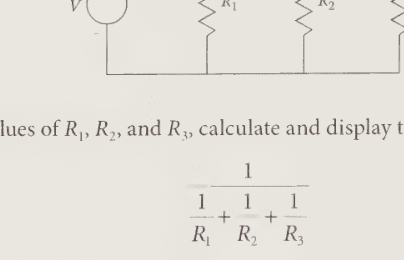 V R₁ R₂
lues of R₁, R₂, and R₃, calculate and display t
1
1 1 1
+ +
R₁ R₂ R₃